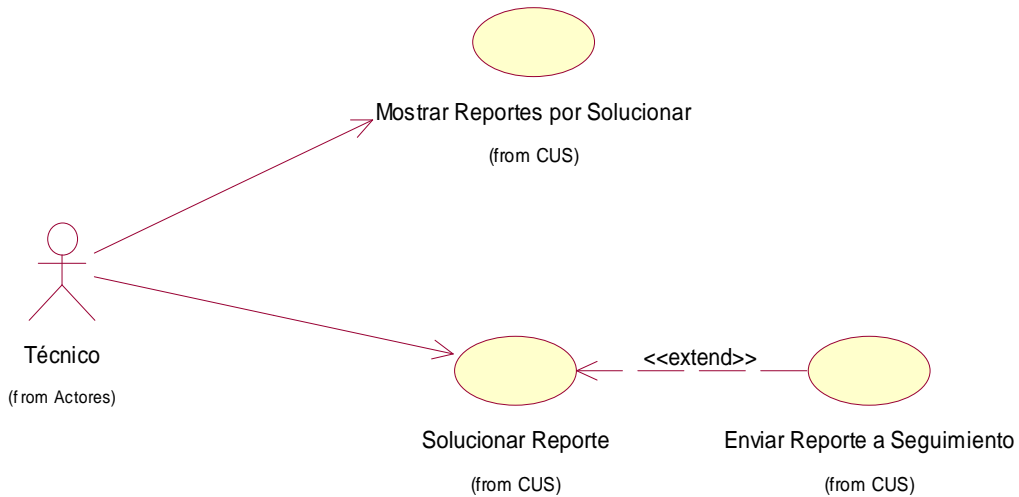 Mostrar Reportes por Solucionar
(from CUS)
Técnico
(from Actores)
<<extend>>
Solucionar Reporte
(from CUS)
Enviar Reporte a Seguimiento
(from CUS)